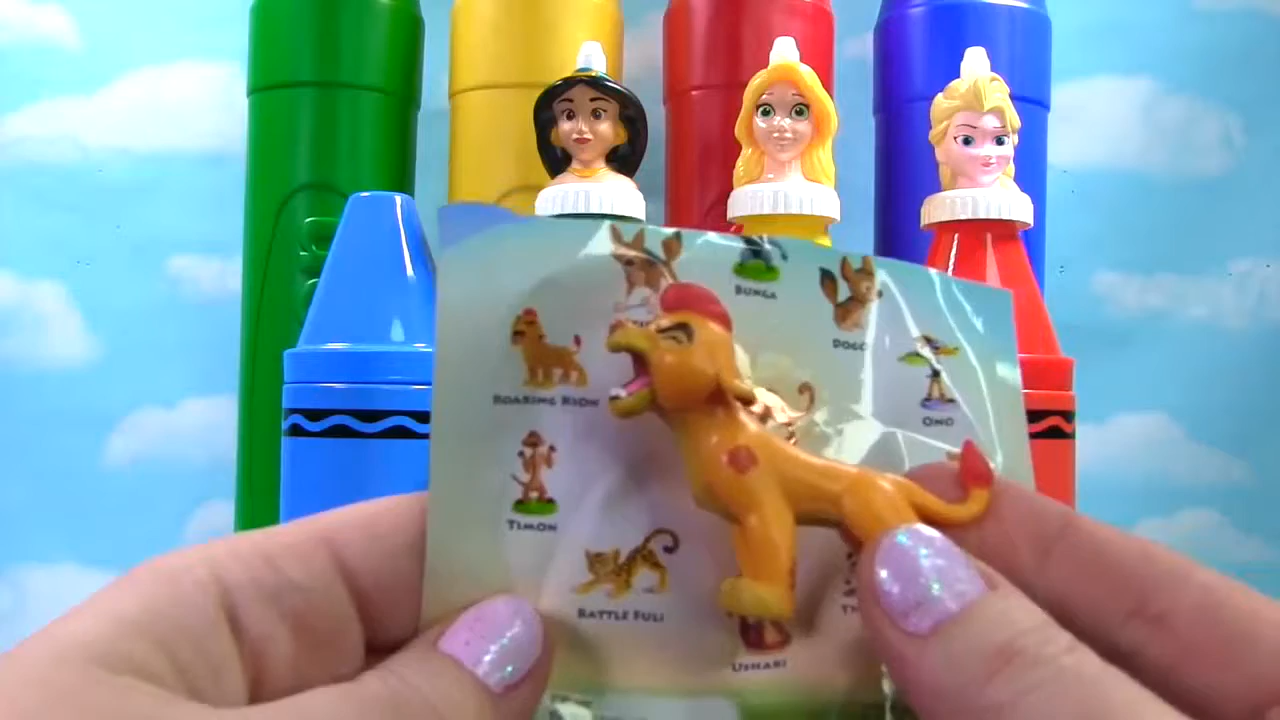 BUNGA
DOGO
ROARING KION
ONO
TIMON
BATTLE FULI
USHARI